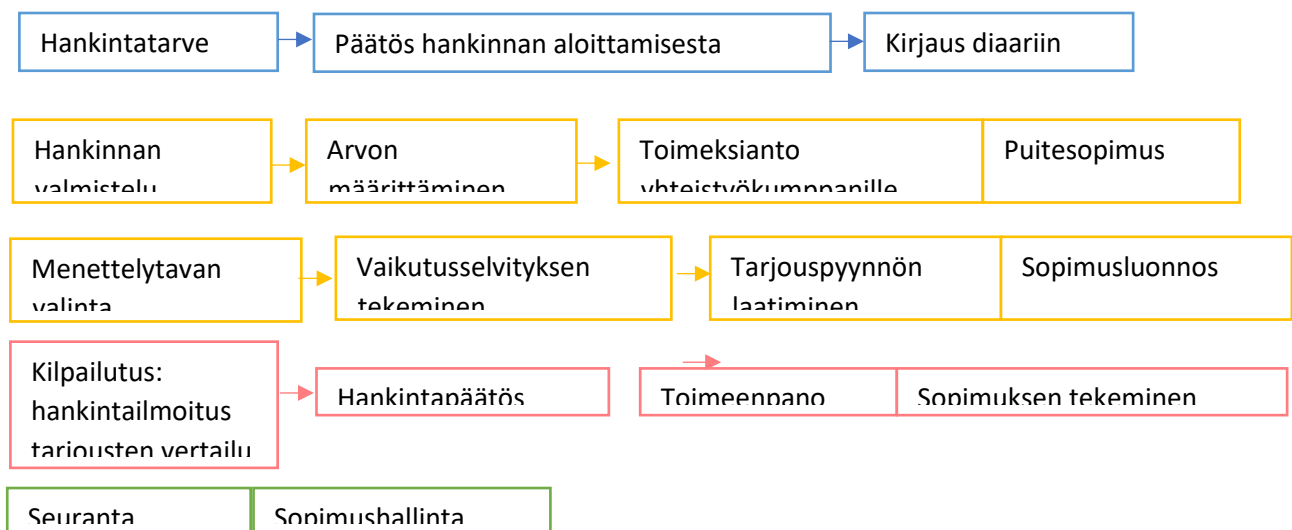 Hankintatarve
Päätös hankinnan aloittamisesta
Kirjaus diaariin
Hankinnan
valmistelu
Arvon
määrittäminen
Toimeksianto
yhteistyökumppanille
Puitesopimus
Menettelytavan
valinta
Vaikutusselvityksen
tekeminen
Tarjouspyynnön
laatiminen
Sopimusluonnos
Kilpailutus:
hankintailmoitus
tarjousten vertailu
Hankintapäätös
Toimeenpano
Sopimuksen tekeminen
Seuranta
Sopimushallinta